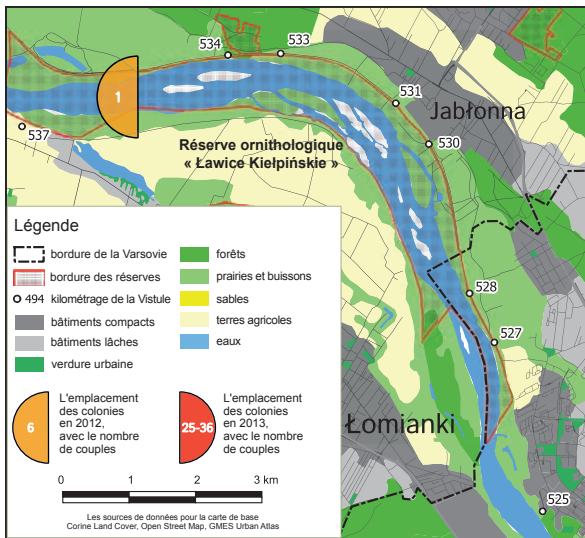 534
533
1
531
Jabłonna
537
530
Réserve ornithologique
« Ławice Kiełpińskie »
Légende
bordure de la Varsovie
bordure des réserves
494 kilométrage de la Vistule
bâtiments compacts
bâtiments lâches
verdure urbaine
forêts
prairies et buissons
sables
terres agricoles
eaux
528
527
6
L'emplacement
des colonies
en 2012,
avec le nombre
de couples
25-36
L'emplacement
des colonies
en 2013,
avec le nombre
de couples
Łomianki
0 1 2 3 km
525
Les sources de données pour la carte de base
Corine Land Cover, Open Street Map, GMES Urban Atlas